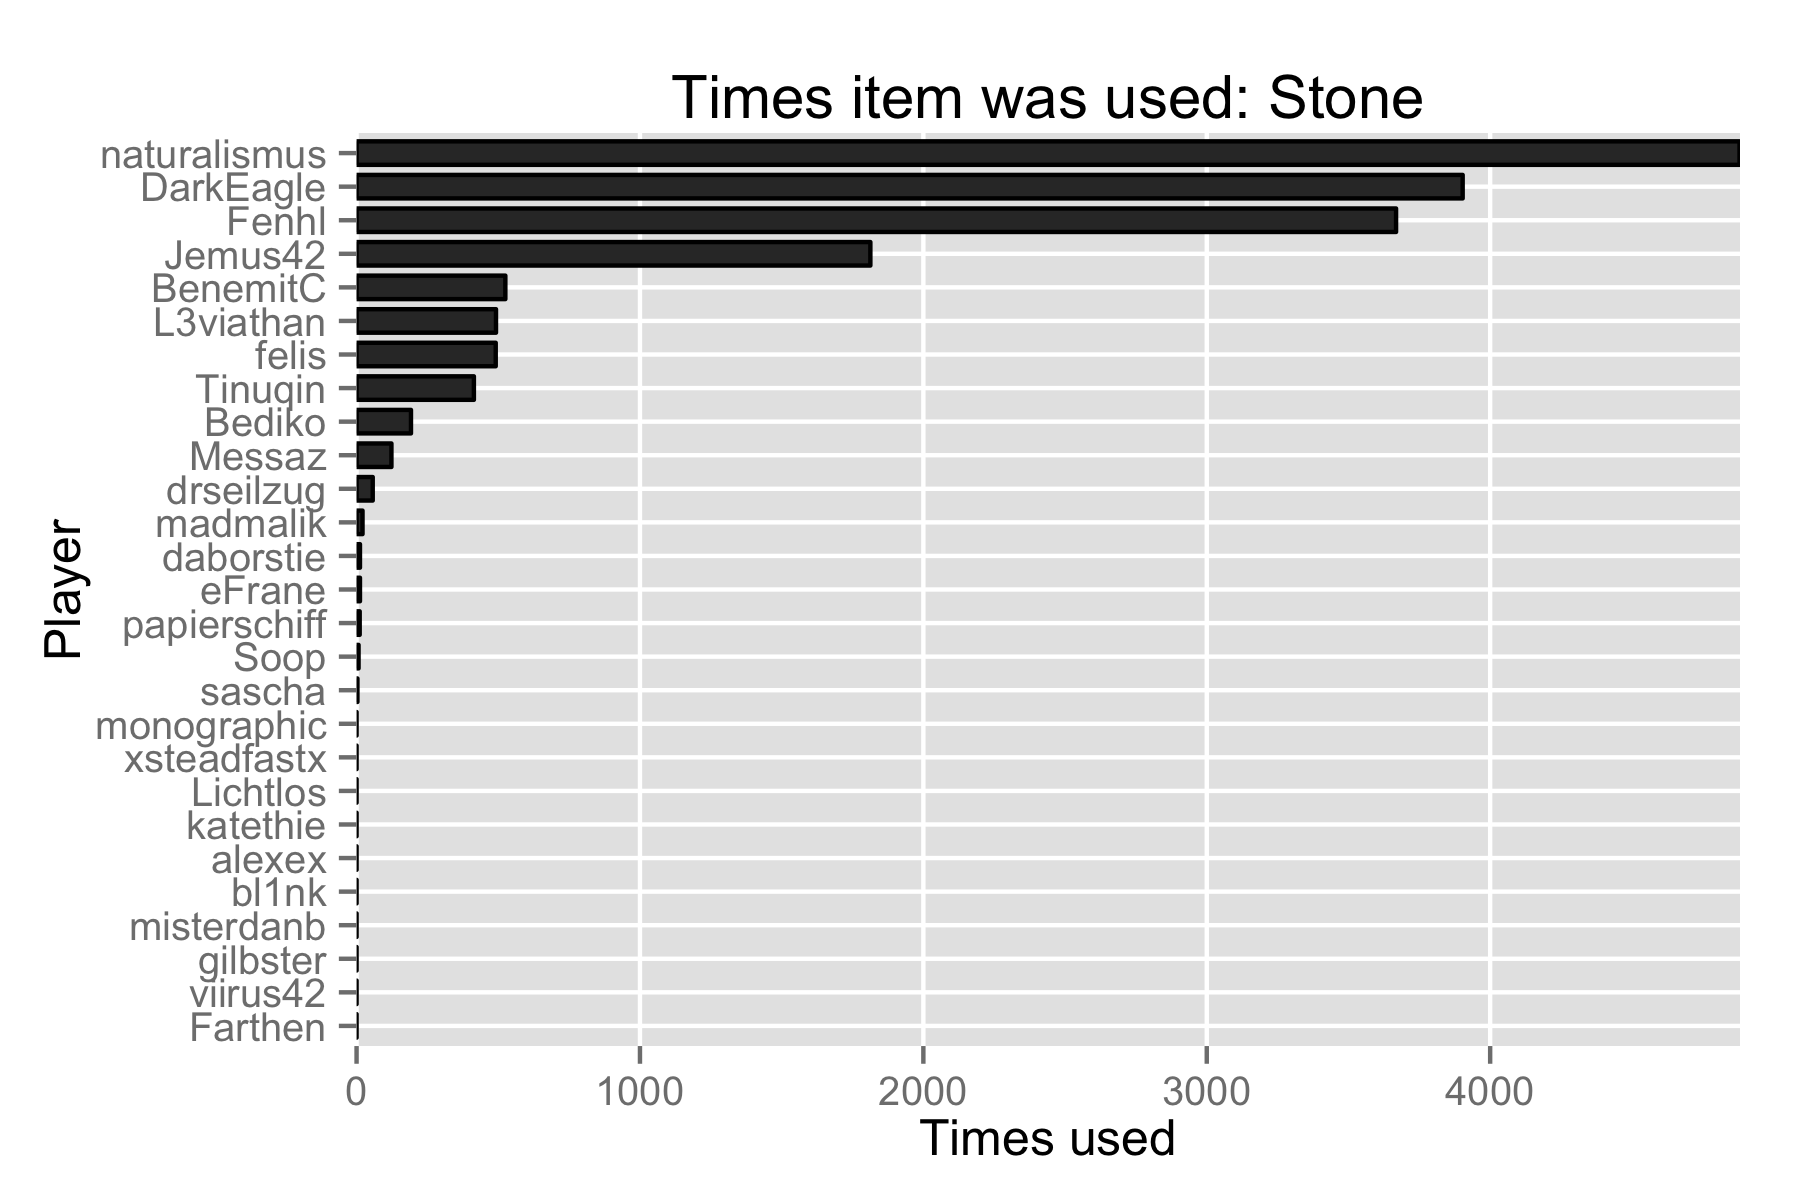 Times item was used: Stone
naturalismus
DarkEagle
Fenhl
Jemus42
BenemitC
L3viathan
felis
Tinuqin
Bediko
Messaz
drseilzug
madmalik
daborstie
eFrane
papierschiff
Soop
sascha
monographic
xsteadfastx
Lichtlos
katethie
alexex
bl1nk
misterdanb
gilbster
viirus42
Farthen
Player
0 1000 2000 3000 4000
Times used